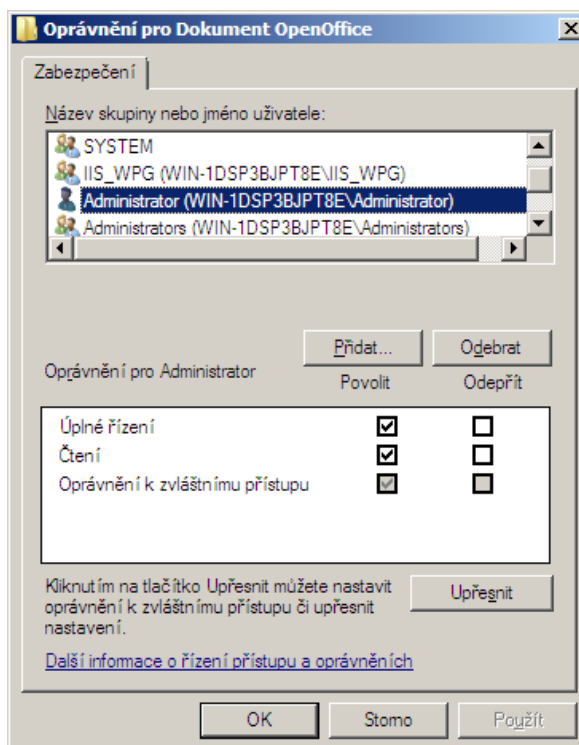 Oprávnění pro Dokument OpenOffice
Zabezpečení
Název skupiny nebo jméno uživatele:
SYSTEM
IIS_WPG (WIN-1DSP3BJPT8E\IIS_WPG)
Administrator (WIN-1DSP3BJPT8E\Administrator)
Administrators (WIN-1DSP3BJPT8E\Administrators)
Přidat... Odebrat
Oprávnění pro Administrator Povolit Odepřít
Úplné řízení
Čtení
Oprávnění k zvláštnímu přístupu
Kliknutím na tlačítko Upřesnit můžete nastavit
oprávnění k zvláštnímu přístupu či upřesnit
nastavení.
Upřesnit
Další informace o řízení přístupu a oprávněních
OK Storno Použít